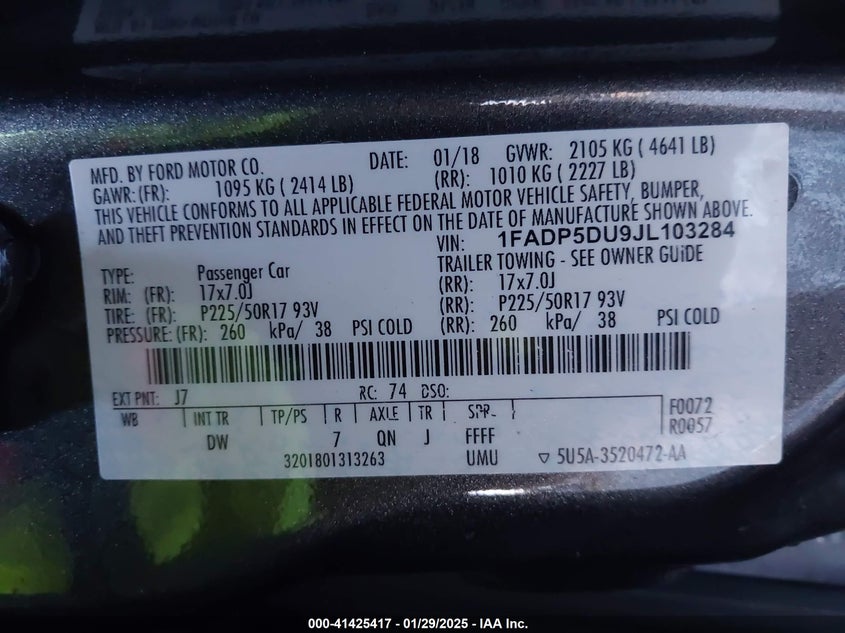 MFD. BY FORD MOTOR CO.
DATE: 01/18 GVWR: 2105 KG ( 4641 LB)
GAWR: (FR): 1095 KG ( 2414 LB) (RR): 1010 KG ( 2227 LB)
THIS VEHICLE CONFORMS TO ALL APPLICABLE FEDERAL MOTOR VEHICLE SAFETY, BUMPER,
AND THEFT PREVENTION STANDARDS IN EFFECT ON THE DATE OF MANUFACTURE SHOWN ABOVE.
VIN: 1FADP5DU9JL103284
TYPE: Passenger Car TRAILER TOWING - SEE OWNER GUiDE
RIM: (FR): 17x7.0J (RR): 17x7.0J
TIRE: (FR): P225/50R17 93V (RR): P225/50R17 93V
PRESSURE: (FR): 260 kPa/ 38 PSI COLD (RR): 260 kPa/ 38 PSI COLD
EXT PNT: J7 RC: 74 DSO:
WB INT TR TP/PS R AXLE TR SPR F0072
DW 7 QN J FFFF R0057
3201801313263 UMU ▽ 5U5A-3520472-AA
000-41425417 - 01/29/2025 - IAA Inc.